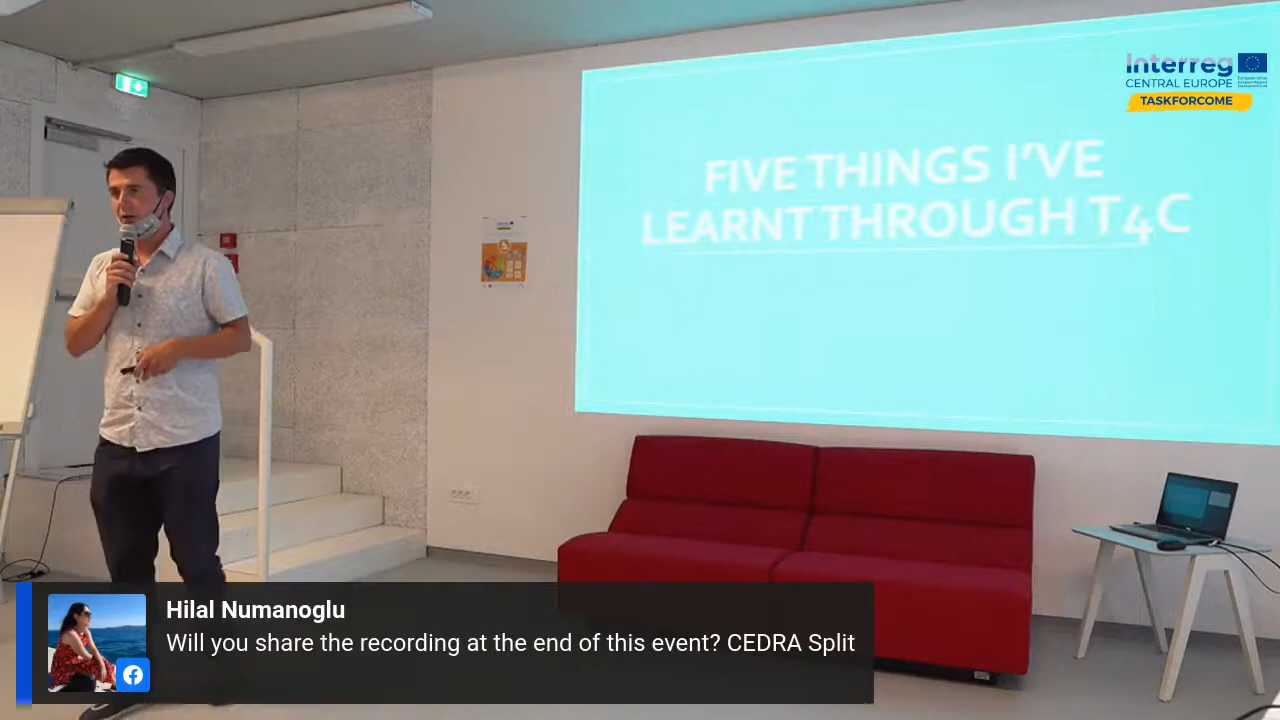 Interreg
CENTRAL EUROPE
TASKFORCOME
FIVE THINGS I'VE
LEARNT THROUGH T4C
Hilal Numanoglu
Will you share the recording at the end of this event? CEDRA Split